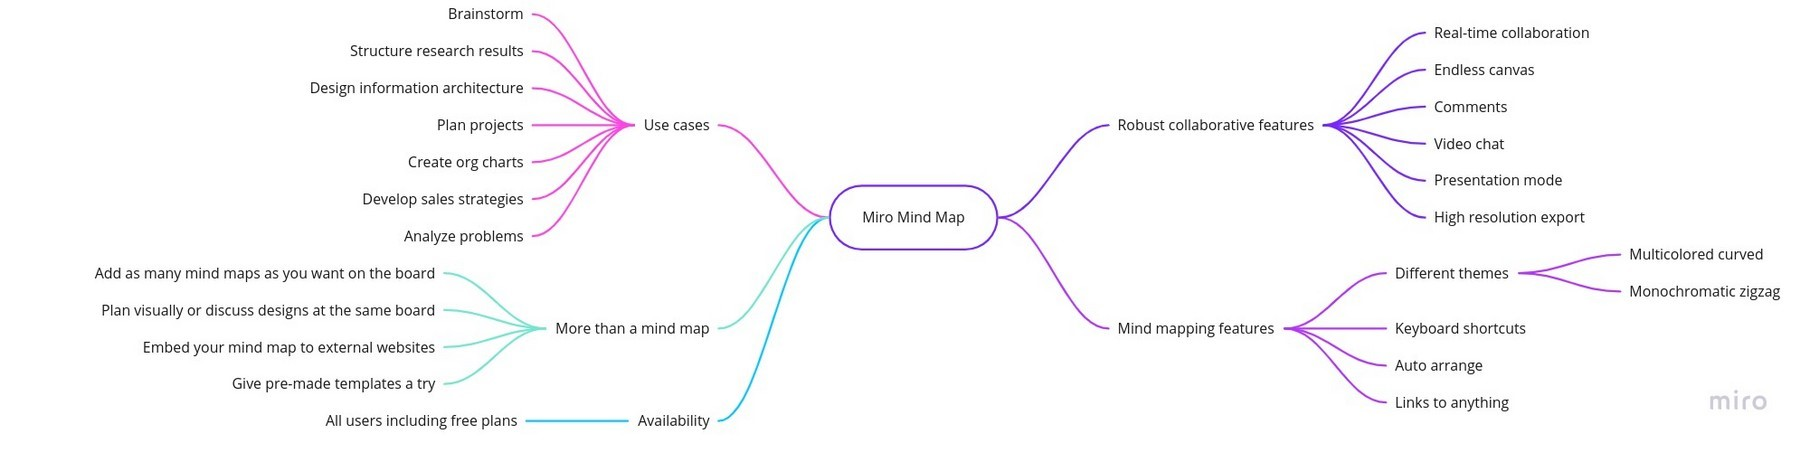 Miro Mind Map
Use cases
Brainstorm
Structure research results
Design information architecture
Plan projects
Create org charts
Develop sales strategies
Analyze problems
More than a mind map
Add as many mind maps as you want on the board
Plan visually or discuss designs at the same board
Embed your mind map to external websites
Give pre-made templates a try
Availability
All users including free plans
Robust collaborative features
Real-time collaboration
Endless canvas
Comments
Video chat
Presentation mode
High resolution export
Mind mapping features
Different themes
Multicolored curved
Monochromatic zigzag
Keyboard shortcuts
Auto arrange
Links to anything
miro